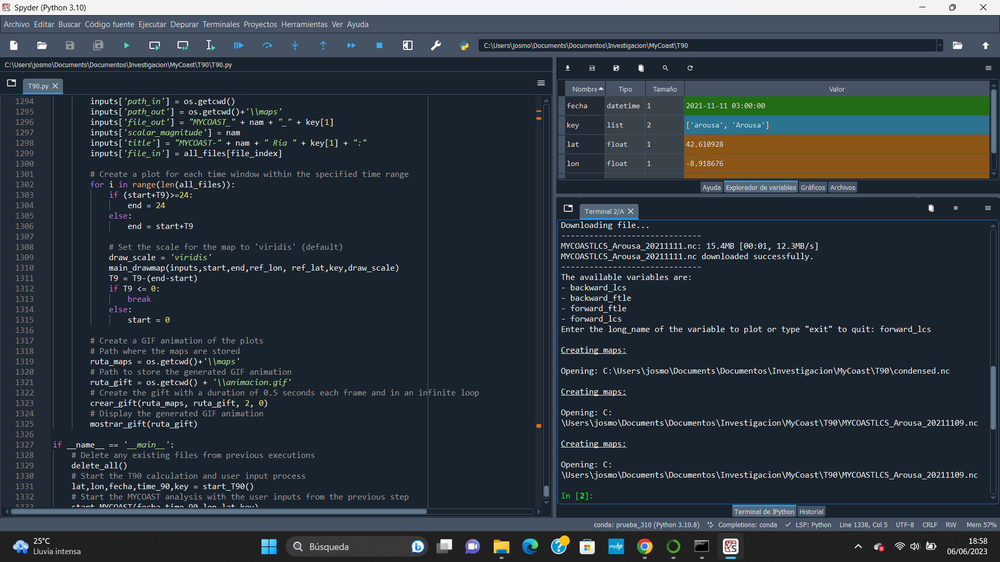 Spyder (Python 3.10)
Archivo Editar Buscar Código fuente Ejecutar Depurar Terminales Proyectos Herramientas Ver Ayuda
C:\Users\josmo\Documents\Documentos\Investigacion\MyCoast\T90
C:\Users\josmo\Documents\Documentos\Investigacion\MyCoast\T90\T90.py
T90.py
1294 inputs['path_in'] = os.getcwd()
1295 inputs['path_out'] = os.getcwd()+'\\maps'
1296 inputs['file_out'] = "MYCOAST_" + nam + "_" + key[1]
1297 inputs['scalar_magnitude'] = nam
1298 inputs['title'] = "MYCOAST-" + nam + " Ria " + key[1] + ":"
1299 inputs['file_in'] = all_files[file_index]
1300
1301 # Create a plot for each time window within the specified time range
1302 for i in range(len(all_files)):
1303 if (start+T9)>=24:
1304 end = 24
1305 else:
1306 end = start+T9
1307
1308 # Set the scale for the map to 'viridis' (default)
1309 draw_scale = 'viridis'
1310 main_drawmap(inputs,start,end,ref_lon, ref_lat,key,draw_scale)
1311 T9 = T9-(end-start)
1312 if T9 <= 0:
1313 break
1314 else:
1315 start = 0
1316
1317 # Create a GIF animation of the plots
1318 # Path where the maps are stored
1319 ruta_maps = os.getcwd()+'\\maps'
1320 # Path to store the generated GIF animation
1321 ruta_gift = os.getcwd() + '\\animacion.gif'
1322 # Create the gift with a duration of 0.5 seconds each frame and in an infinite loop
1323 crear_gift(ruta_maps, ruta_gift, 2, 0)
1324 # Display the generated GIF animation
1325 mostrar_gift(ruta_gift)
1326
1327 if __name__ == '__main__':
1328 # Delete any existing files from previous executions
1329 delete_all()
1330 # Start the T90 calculation and user input process
1331 lat,lon,fecha,time_90,key = start_T90()
1332 # Start the MYCOAST analysis with the user inputs from the previous step
1333 start_MYCOAST(fecha,time_90,lon,lat,key)
Nombre Tipo Tamaño Valor
fecha datetime 1 2021-11-11 03:00:00
key list 2 ['arousa', 'Arousa']
lat float 1 42.610928
lon float 1 -8.918676
Ayuda Explorador de variables Gráficos Archivos
Terminal 2/A
Downloading file...
------------------------------
MYCOASTLCS_Arousa_20211111.nc: 15.4MB [00:01, 12.3MB/s]
MYCOASTLCS_Arousa_20211111.nc downloaded successfully.
------------------------------
The available variables are:
- backward_lcs
- backward_ftle
- forward_ftle
- forward_lcs
Enter the long_name of the variable to plot or type "exit" to quit: forward_lcs
Creating maps:
Opening: C:\Users\josmo\Documents\Documentos\Investigacion\MyCoast\T90\condensed.nc
Creating maps:
Opening: C:
\Users\josmo\Documents\Documentos\Investigacion\MyCoast\T90\MYCOASTLCS_Arousa_20211109.nc
Creating maps:
Opening: C:
\Users\josmo\Documents\Documentos\Investigacion\MyCoast\T90\MYCOASTLCS_Arousa_20211109.nc
In [2]:
Terminal de IPython Historial
conda: prueba_310 (Python 3.10.8) Completions: conda LSP: Python Line 1338, Col 5 UTF-8 CRLF RW Mem 57%
25°C
Lluvia intensa
Búsqueda
myhp
18:58
06/06/2023